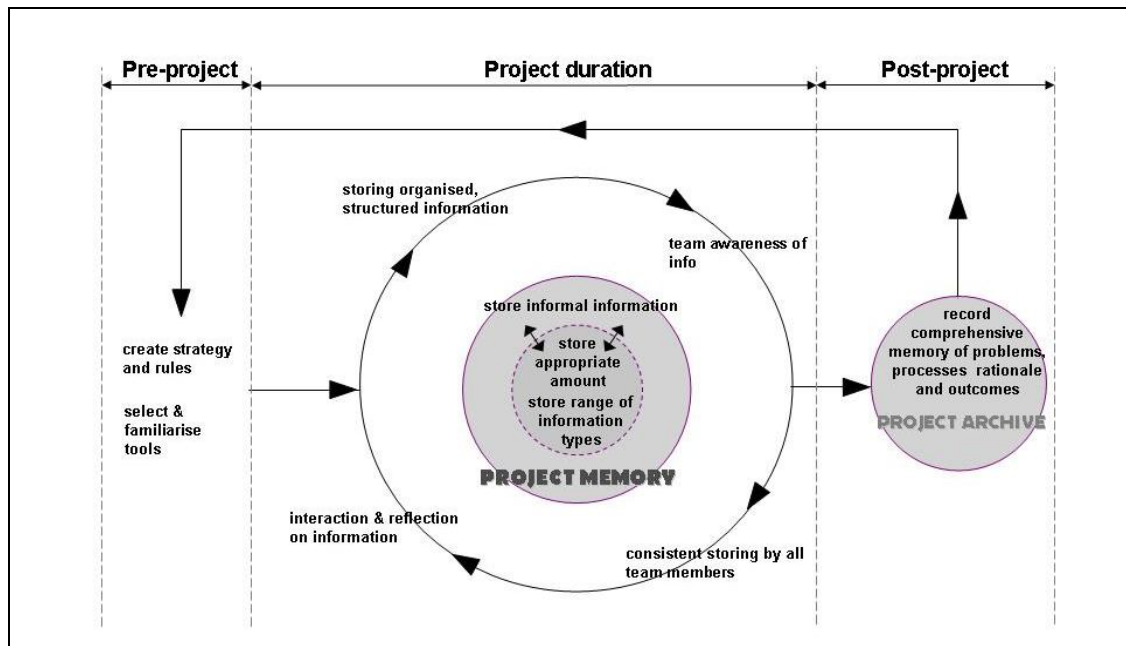 Pre-project
Project duration
Post-project
storing organised,
structured information
team awareness of
info
store informal information
store
appropriate
amount
store range of
information
types
PROJECT MEMORY
create strategy
and rules
select &
familiarise
tools
interaction & reflection
on information
consistent storing by all
team members
record
comprehensive
memory of problems,
processes rationale
and outcomes
PROJECT ARCHIVE